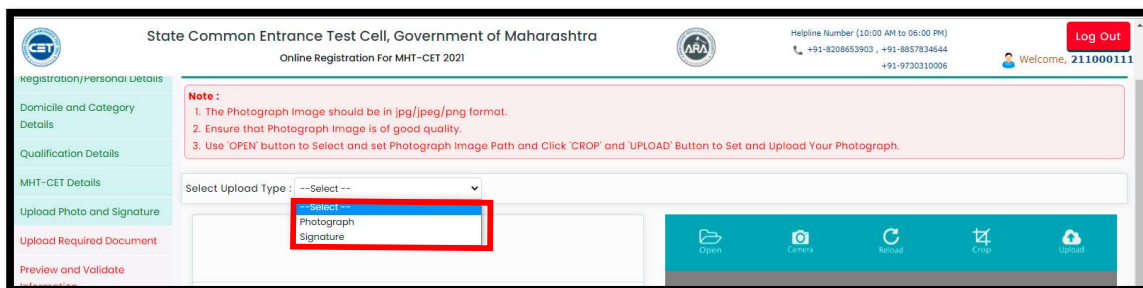 CET
State Common Entrance Test Cell, Government of Maharashtra
Online Registration For MHT-CET 2021
ARA
Helpline Number (10:00 AM to 06:00 PM)
+91-8208653903 , +91-8857834644
+91-9730310006
Log Out
Welcome, 211000111
Registration/Personal Details
Domicile and Category
Details
Qualification Details
MHT-CET Details
Upload Photo and Signature
Upload Required Document
Preview and Validate
Information
Note :
1. The Photograph Image should be in jpg/jpeg/png format.
2. Ensure that Photograph Image is of good quality.
3. Use 'OPEN' button to Select and set Photograph Image Path and Click 'CROP' and 'UPLOAD' Button to Set and Upload Your Photograph.
Select Upload Type : --Select --
--Select --
Photograph
Signature
Open
Camera
Reload
Crop
Upload